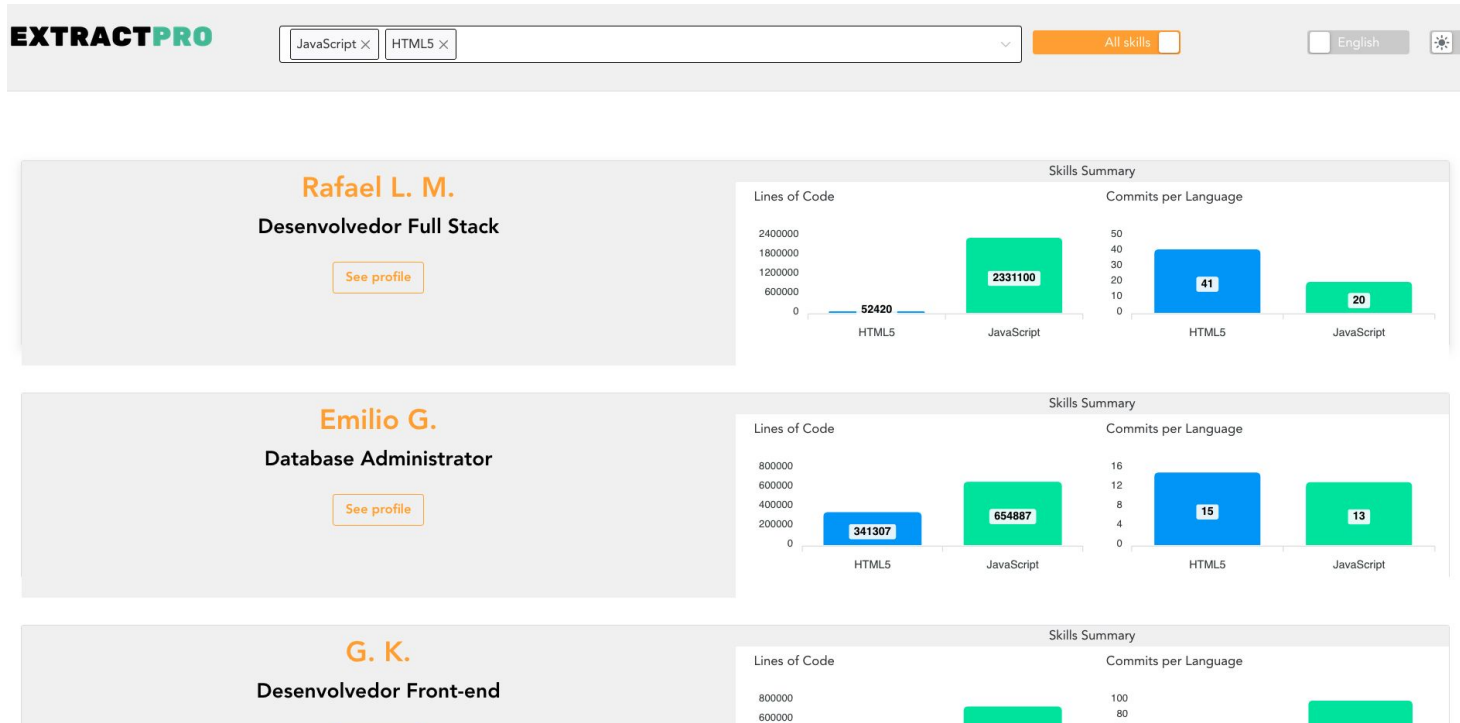 EXTRACTPRO
JavaScript
HTML5
All skills
English
Rafael L. M.
Desenvolvedor Full Stack
See profile
Skills Summary
Lines of Code
2400000
1800000
1200000
600000
0
52420
2331100
HTML5 JavaScript
Commits per Language
50
40
30
20
10
0
41
20
HTML5 JavaScript
Emilio G.
Database Administrator
See profile
Skills Summary
Lines of Code
800000
600000
400000
200000
0
341307
654887
HTML5 JavaScript
Commits per Language
16
12
8
4
0
15
13
HTML5 JavaScript
G. K.
Desenvolvedor Front-end
Skills Summary
Lines of Code
800000
600000
Commits per Language
100
80